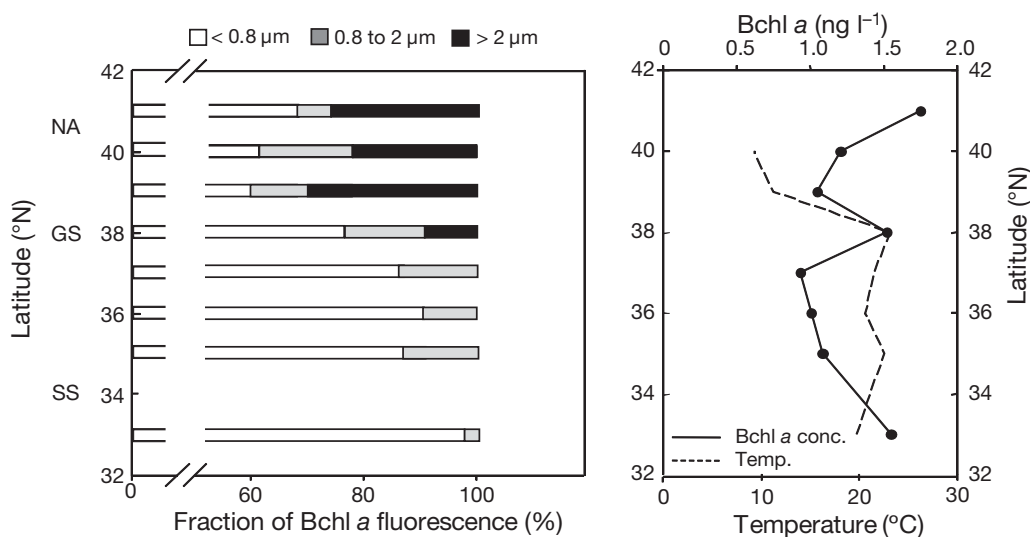 < 0.8 µm 0.8 to 2 µm > 2 µm
42
40
38
36
34
32
NA
GS
SS
Latitude (°N)
0 60 80 100
Fraction of Bchl a fluorescence (%)
Bchl a (ng l⁻¹)
0 0.5 1.0 1.5 2.0
42
40
38
36
34
32
Bchl a conc.
Temp.
42
40
38
36
34
32
Latitude (°N)
0 10 20 30
Temperature (°C)